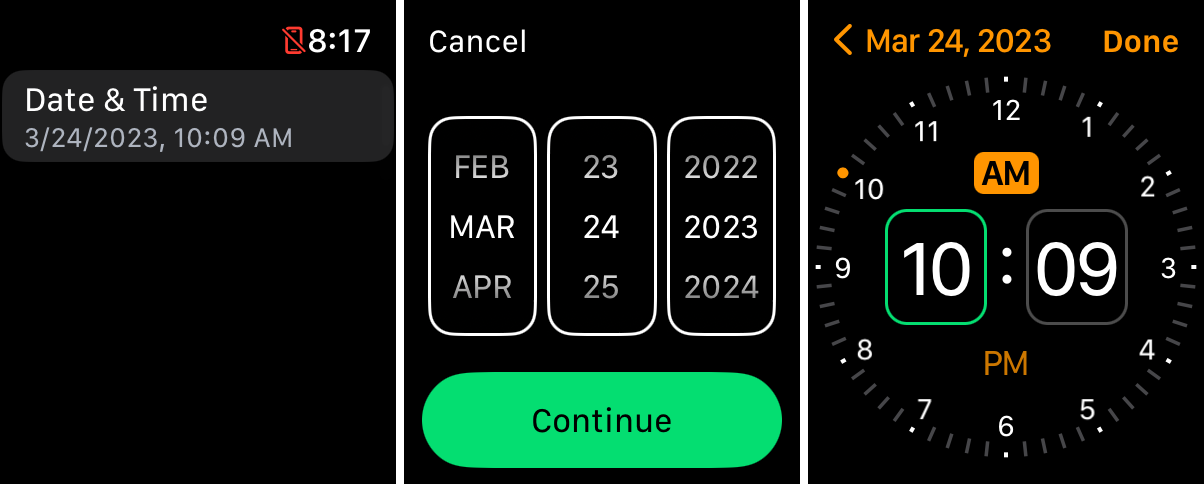 8:17
Date & Time
3/24/2023, 10:09 AM
Cancel
FEB 23 2022
MAR 24 2023
APR 25 2024
Continue
Mar 24, 2023 Done
12
11 1
AM
10 2
10 : 09
9 3
PM
8 4
7 5
6